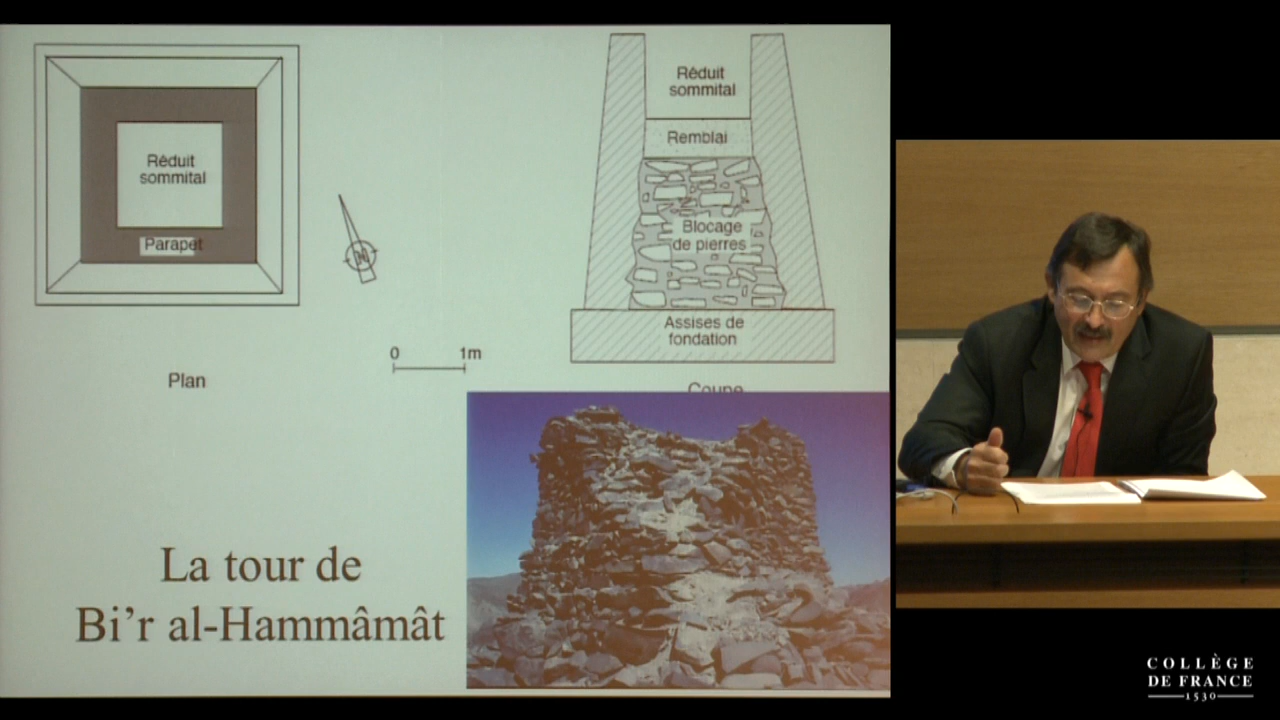 Réduit
sommital
Parapet
N
Plan
0 1m
Réduit
sommital
Remblai
Blocage
de pierres
Assises de
fondation
Coupe
La tour de
Bi’r al-Hammâmât
COLLÈGE
DE FRANCE
1530